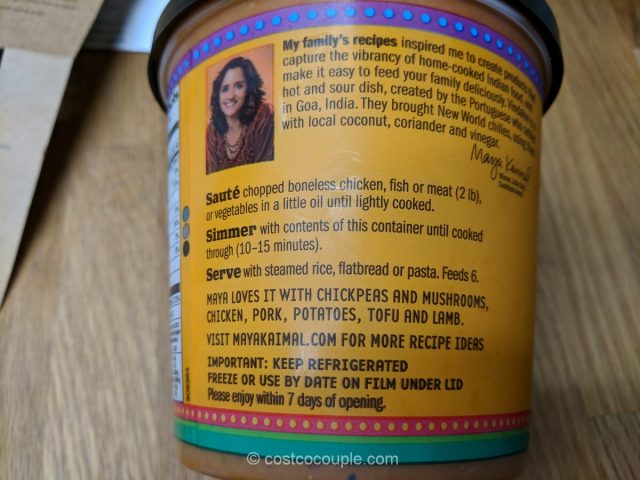 My family's recipes inspired me to create products
capture the vibrancy of home-cooked Indian food
make it easy to feed your family deliciously. Vindaloo
hot and sour dish, created by the Portuguese who
in Goa, India. They brought New World chilies, using
with local coconut, coriander and vinegar.
Maya Kaimal
Sauté chopped boneless chicken, fish or meat (2 lb),
or vegetables in a little oil until lightly cooked.
Simmer with contents of this container until cooked
through (10–15 minutes).
Serve with steamed rice, flatbread or pasta. Feeds 6.
MAYA LOVES IT WITH CHICKPEAS AND MUSHROOMS,
CHICKEN, PORK, POTATOES, TOFU AND LAMB.
VISIT MAYAKAIMAL.COM FOR MORE RECIPE IDEAS
IMPORTANT: KEEP REFRIGERATED
FREEZE OR USE BY DATE ON FILM UNDER LID
Please enjoy within 7 days of opening.
© costcocouple.com